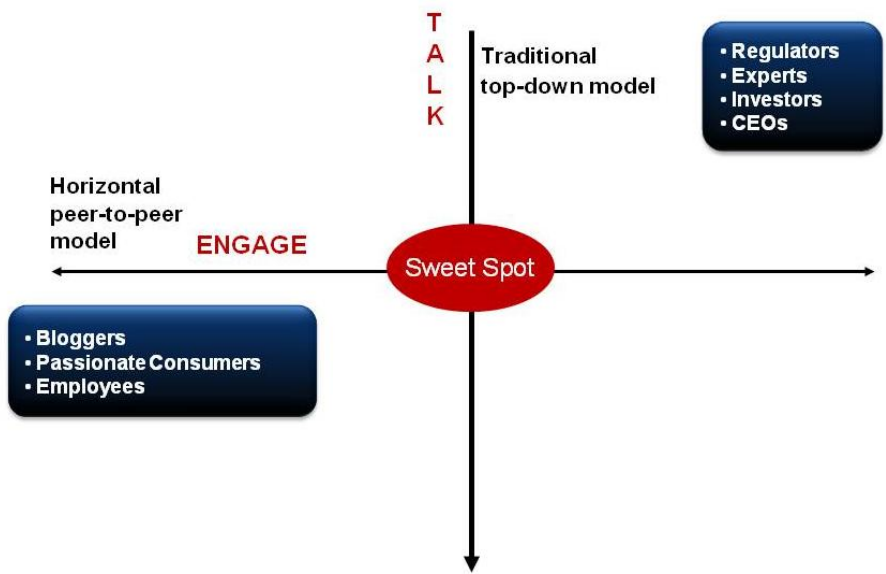 TALK
Traditional
top-down model
• Regulators
• Experts
• Investors
• CEOs
Horizontal
peer-to-peer
model
ENGAGE
Sweet Spot
• Bloggers
• Passionate Consumers
• Employees